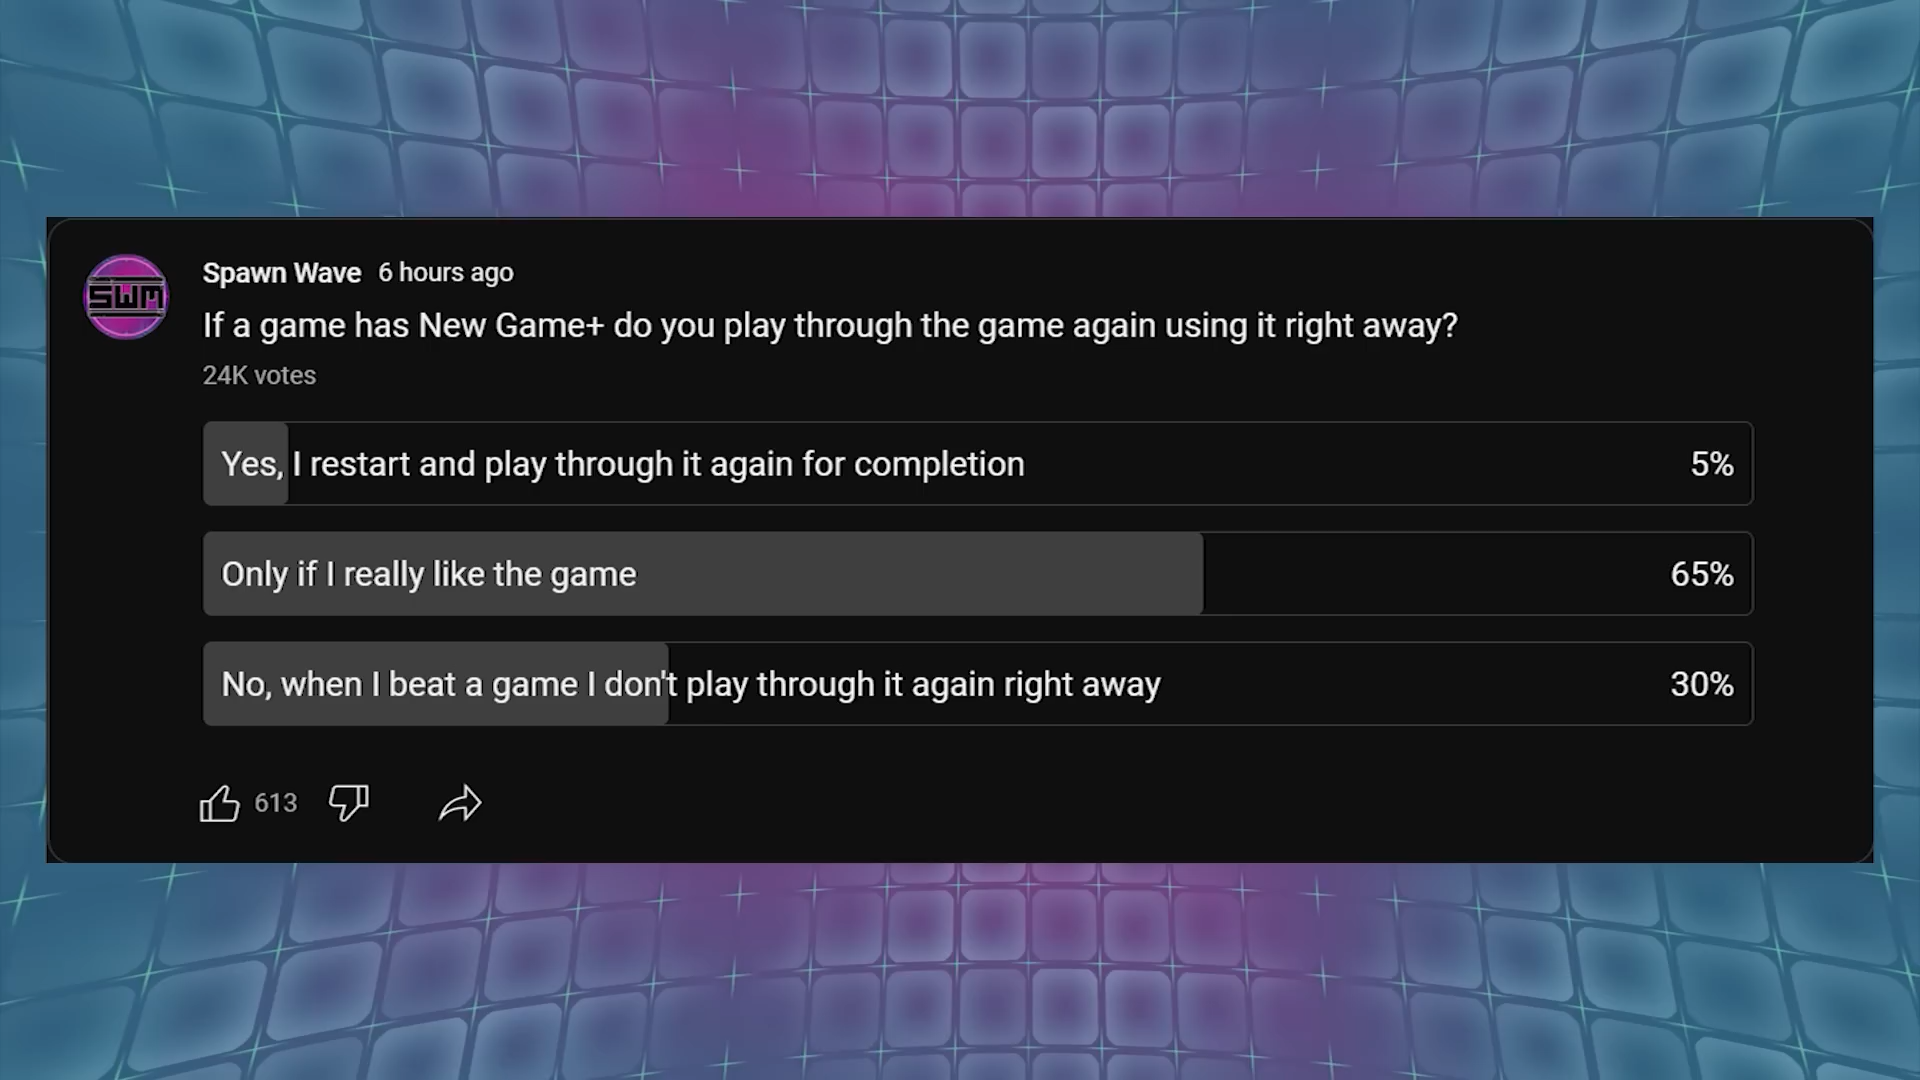 SWM
Spawn Wave 6 hours ago
If a game has New Game+ do you play through the game again using it right away?
24K votes
Yes, I restart and play through it again for completion 5%
Only if I really like the game 65%
No, when I beat a game I don't play through it again right away 30%
613